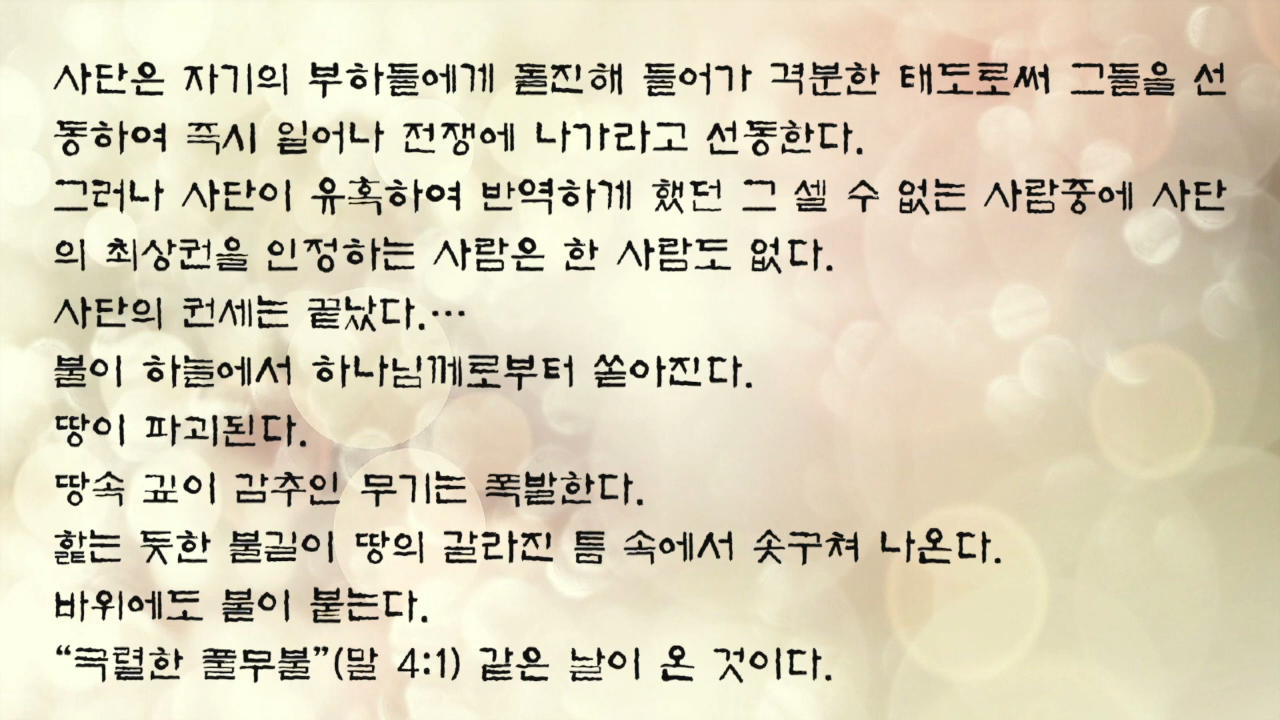 사단은 자기의 부하들에게 돌진해 들어가 격분한 태도로써 그들을 선
동하여 즉시 일어나 전쟁에 나가라고 선동한다.
그러나 사단이 유혹하여 반역하게 했던 그 셀 수 없는 사람중에 사단
의 최상권을 인정하는 사람은 한 사람도 없다.
사단의 권세는 끝났다.…
불이 하늘에서 하나님께로부터 쏟아진다.
땅이 파괴된다.
땅속 깊이 감추인 무기는 폭발한다.
핥는 듯한 불길이 땅의 갈라진 틈 속에서 솟구쳐 나온다.
바위에도 불이 붙는다.
“극렬한 풀무불”(말 4:1) 같은 날이 온 것이다.